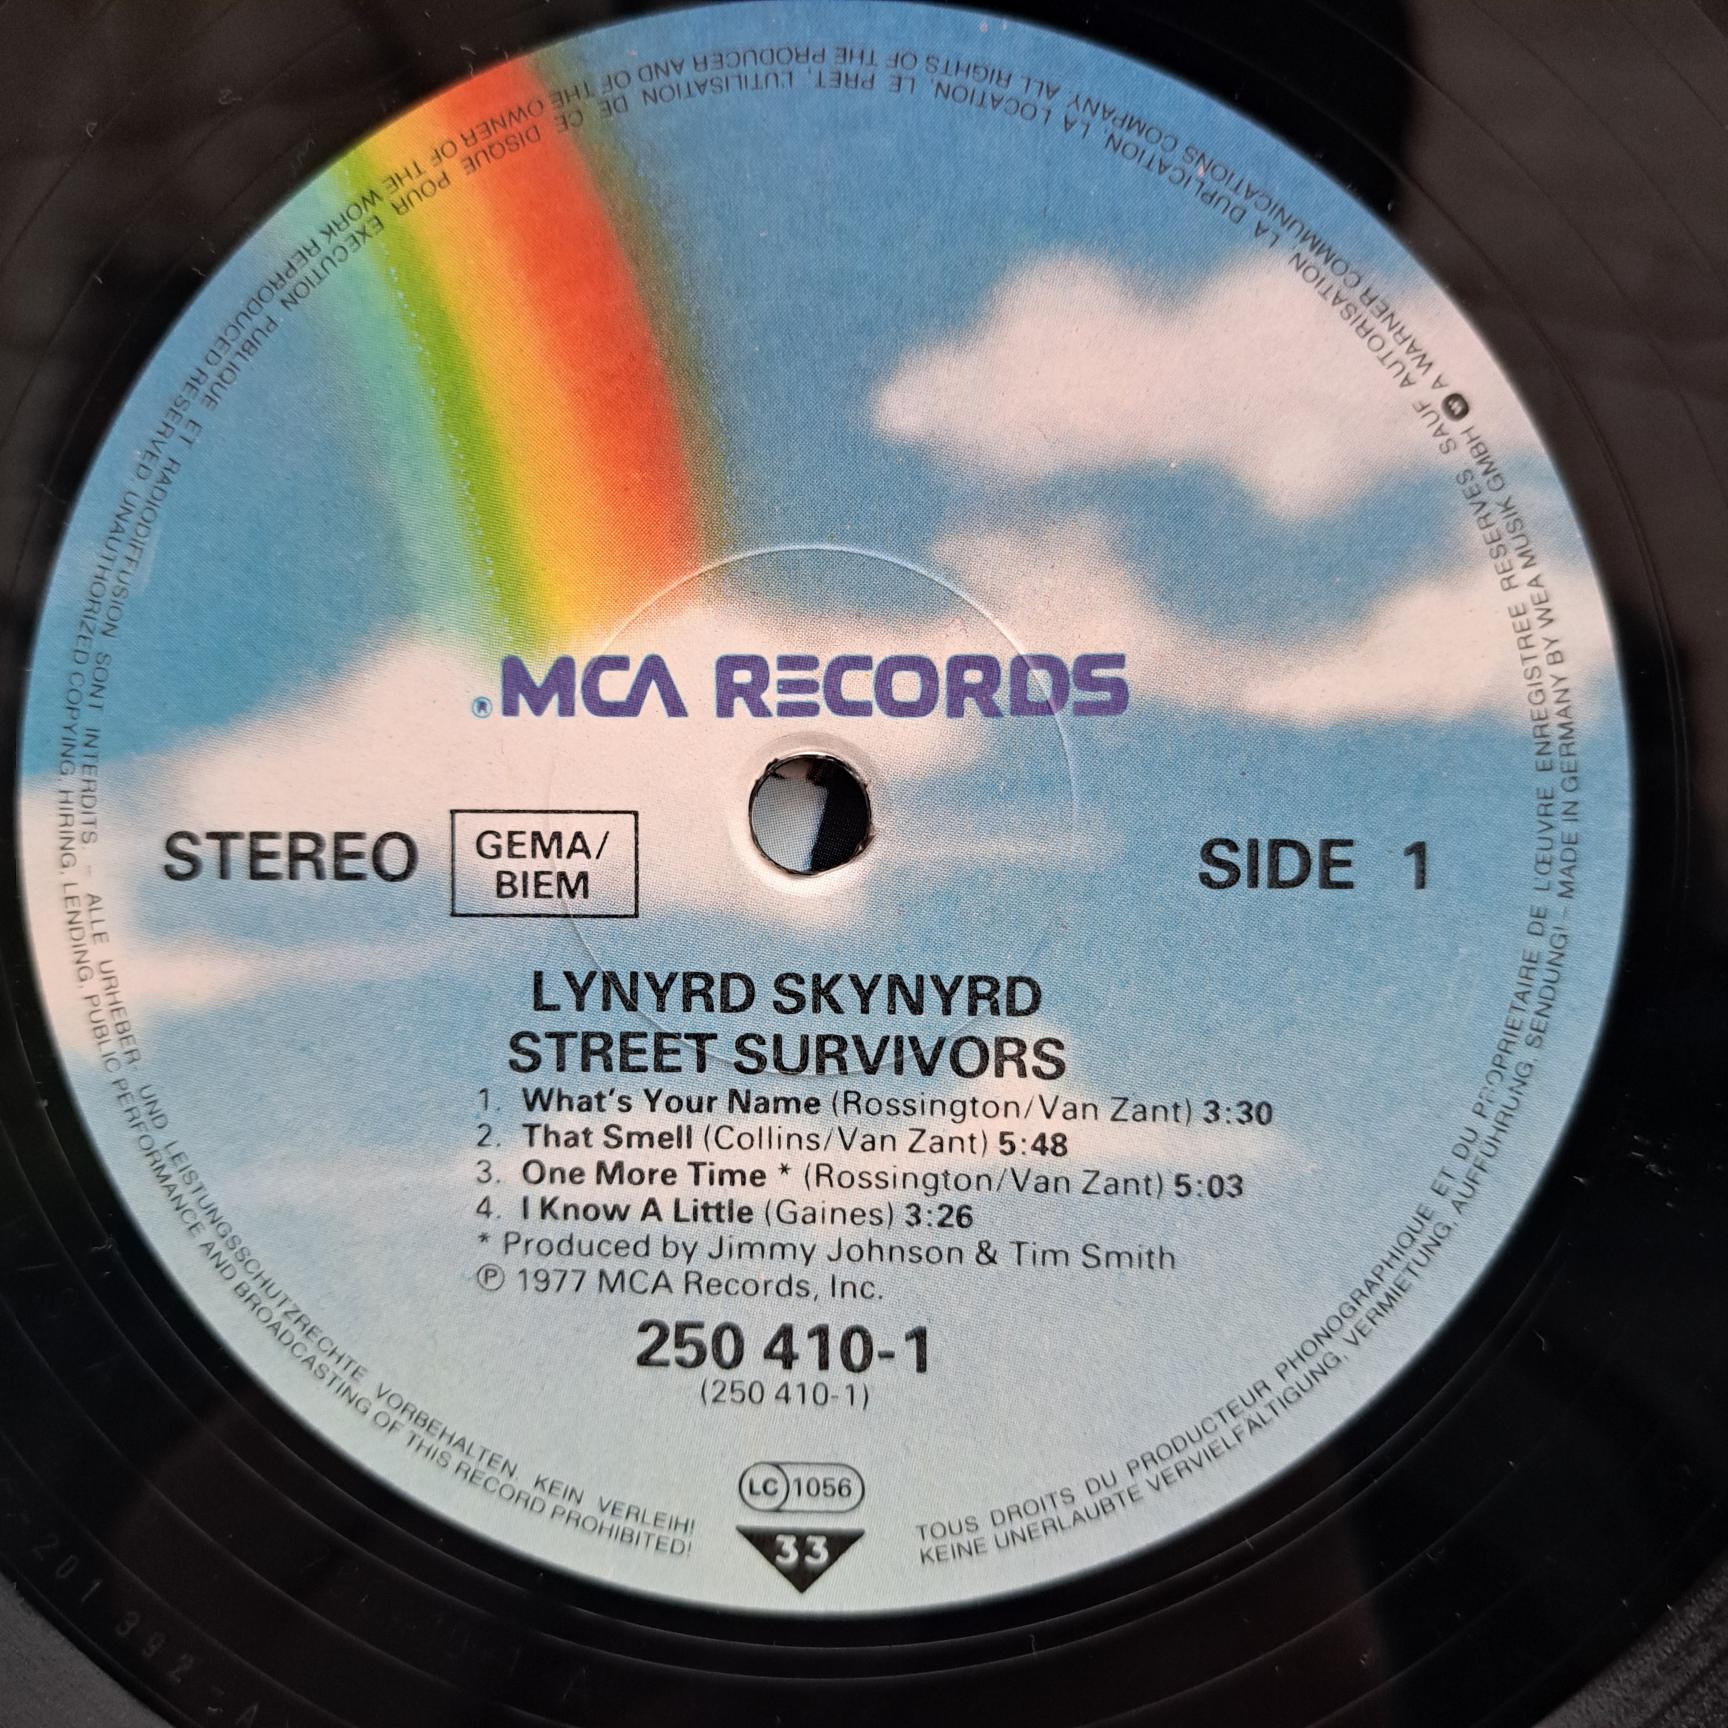 ® MCA RECORDS
STEREO
GEMA/
BIEM
SIDE 1
LYNYRD SKYNYRD
STREET SURVIVORS
1. What's Your Name (Rossington/Van Zant) 3:30
2. That Smell (Collins/Van Zant) 5:48
3. One More Time * (Rossington/Van Zant) 5:03
4. I Know A Little (Gaines) 3:26
* Produced by Jimmy Johnson & Tim Smith
℗ 1977 MCA Records, Inc.
250 410-1
(250 410-1)
LC 1056
33
TOUS DROITS DU PRODUCTEUR PHONOGRAPHIQUE ET DU PROPRIETAIRE DE LŒUVRE ENREGISTREE RESERVES SAUF AUTORISATION, LA DUPLICATION, LA LOCATION, LE PRET, L'UTILISATION DE CE DISQUE POUR EXECUTION PUBLIQUE ET RADIODIFFUSION SONT INTERDITS. – ALLE URHEBER- UND LEISTUNGSSCHUTZRECHTE VORBEHALTEN. KEIN VERLEIH!
KEINE UNERLAUBTE VERVIELFÄLTIGUNG, VERMIETUNG, AUFFÜHRUNG, SENDUNG! – MADE IN GERMANY BY WEA MUSIK GMBH A WARNER COMMUNICATIONS COMPANY. ALL RIGHTS OF THE PRODUCER AND OF THE OWNER OF THE WORK REPRODUCED RESERVED. UNAUTHORIZED COPYING, HIRING, LENDING, PUBLIC PERFORMANCE AND BROADCASTING OF THIS RECORD PROHIBITED!
201 392-A